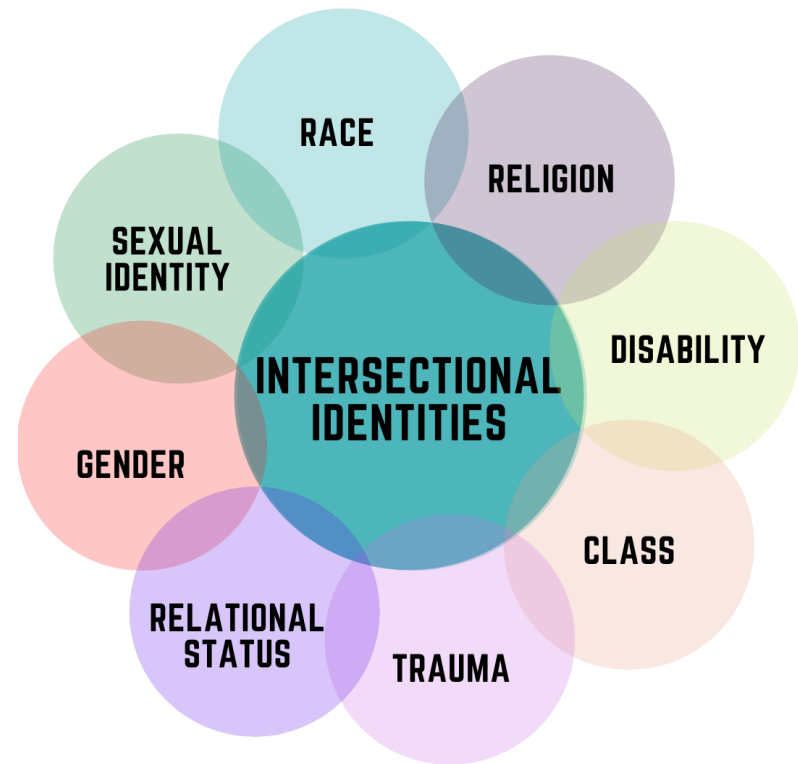 RACE
RELIGION
SEXUAL
IDENTITY
DISABILITY
INTERSECTIONAL
IDENTITIES
GENDER
CLASS
RELATIONAL
STATUS
TRAUMA